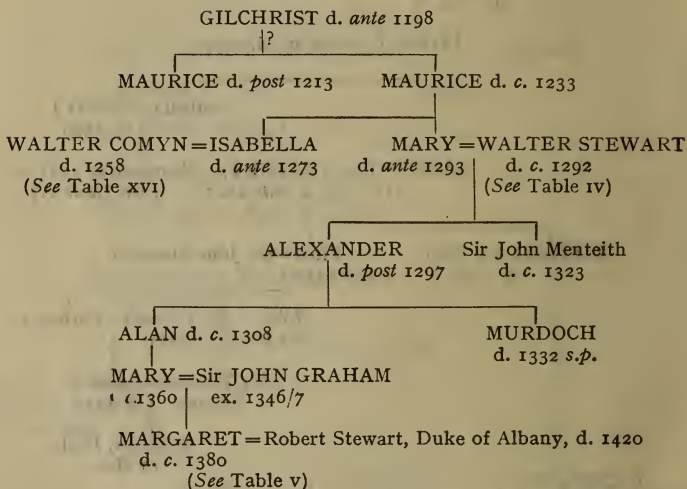 GILCHRIST d. ante 1198
?
MAURICE d. post 1213 MAURICE d. c. 1233
WALTER COMYN=ISABELLA MARY=WALTER STEWART
d. 1258 d. ante 1273 d. ante 1293 d. c. 1292
(See Table XVI) (See Table IV)
ALEXANDER Sir John Menteith
d. post 1297 d. c. 1323
ALAN d. c. 1308 MURDOCH
d. 1332 s.p.
MARY=Sir JOHN GRAHAM
c.1360 ex. 1346/7
MARGARET=Robert Stewart, Duke of Albany, d. 1420
d. c. 1380
(See Table V)